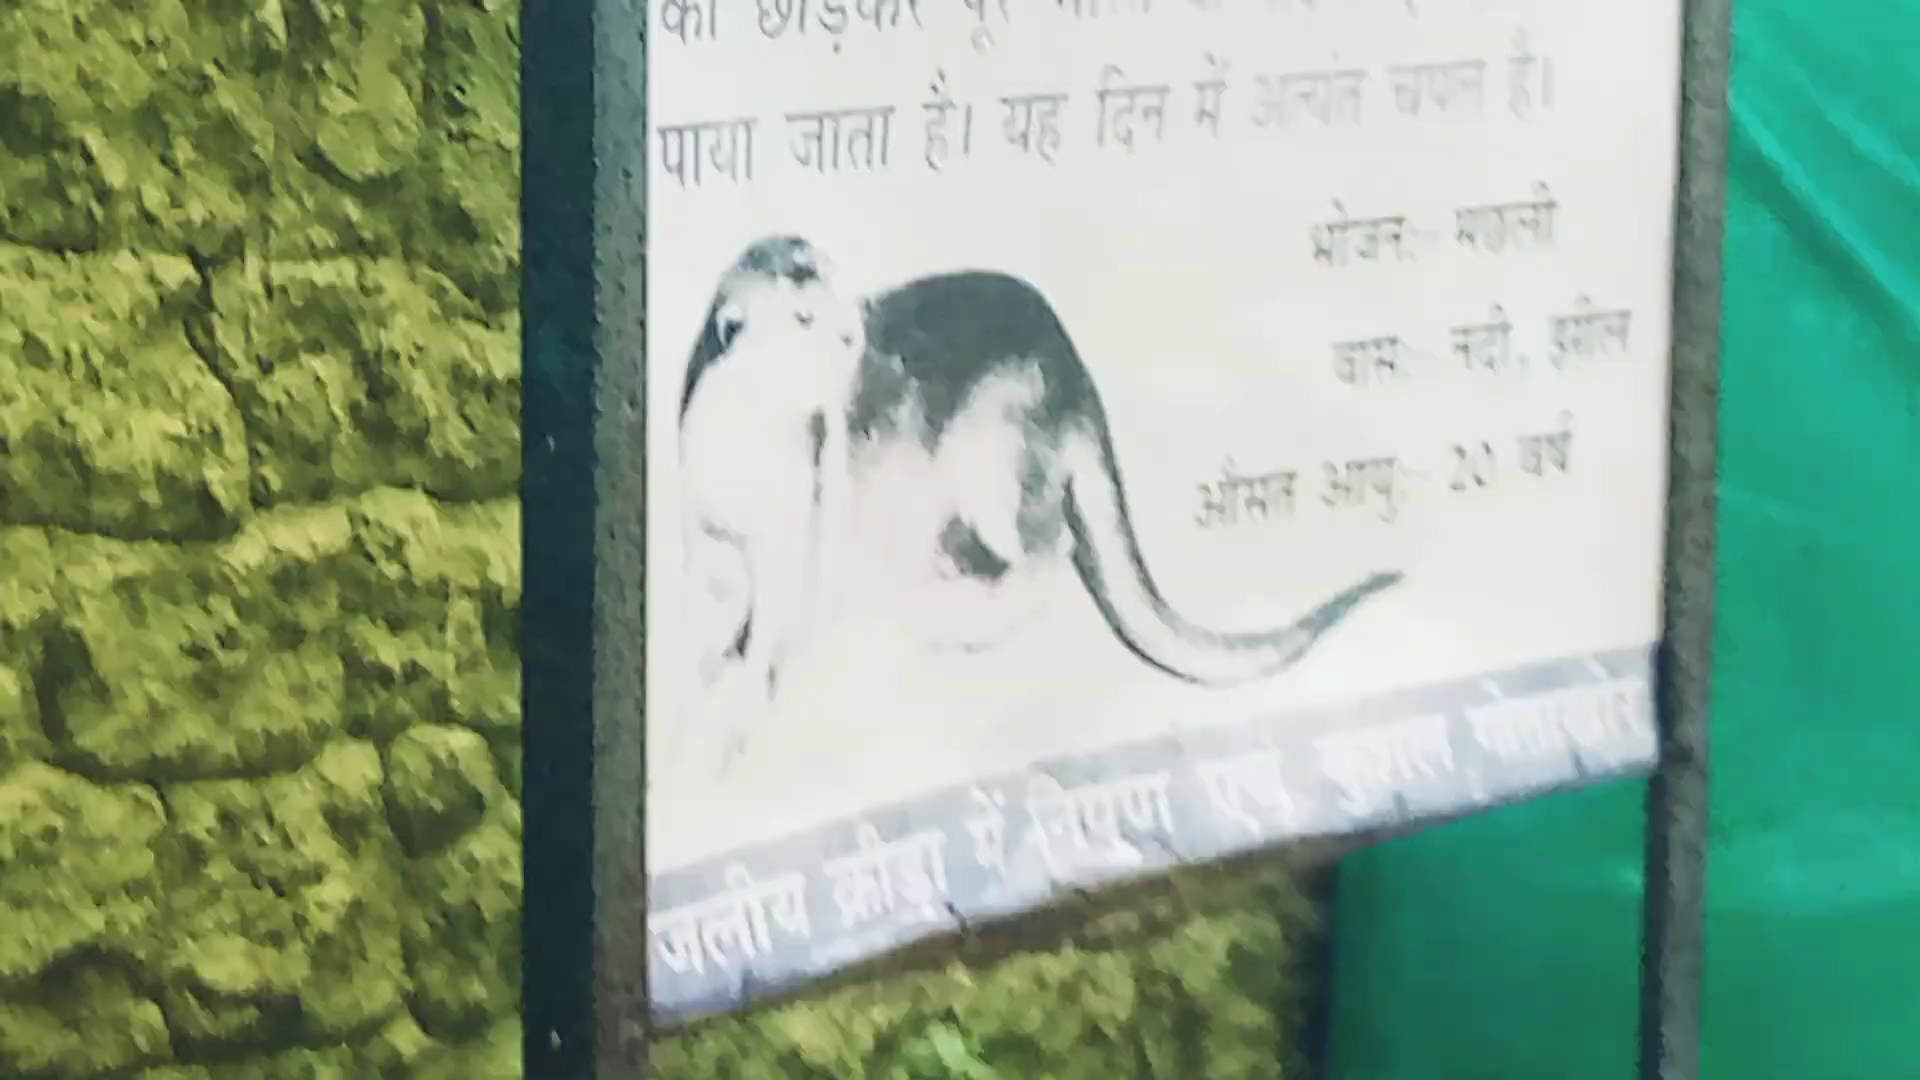 को छोड़कर पूरे
पाया जाता है। यह दिन में अत्यंत चपल है।
भोजन:- मछली
वास:- नदी, झील
औसत आयु:- 20 वर्ष
जलीय क्रीड़ा में निपुण एवं कुशल गोताखोर